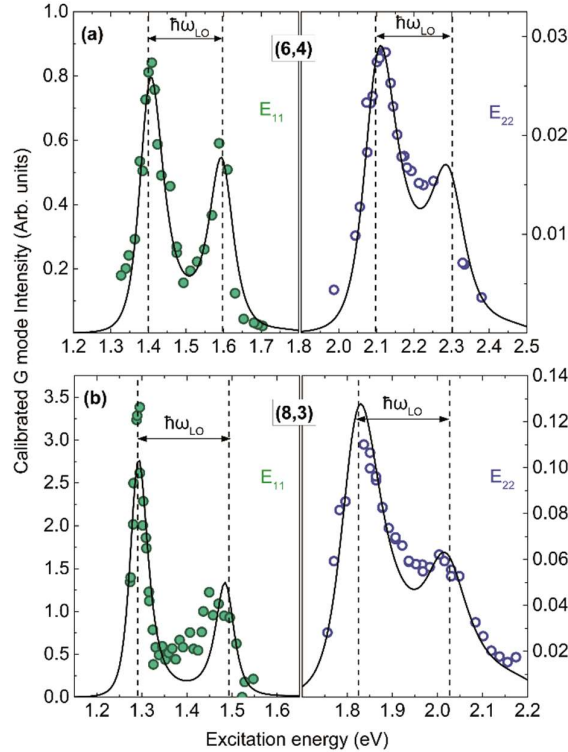 Calibrated G mode Intensity (Arb. units)
(a)
ħω_LO
(6,4)
ħω_LO
E₁₁
E₂₂
1.0
0.8
0.6
0.4
0.2
0.03
0.02
0.01
1.2 1.3 1.4 1.5 1.6 1.7 1.8
2.0 2.1 2.2 2.3 2.4 2.5
(b)
ħω_LO
(8,3)
ħω_LO
E₁₁
E₂₂
3.5
3.0
2.5
2.0
1.5
1.0
0.5
0.0
0.14
0.12
0.10
0.08
0.06
0.04
0.02
1.2 1.3 1.4 1.5 1.6
1.8 1.9 2.0 2.1 2.2
Excitation energy (eV)